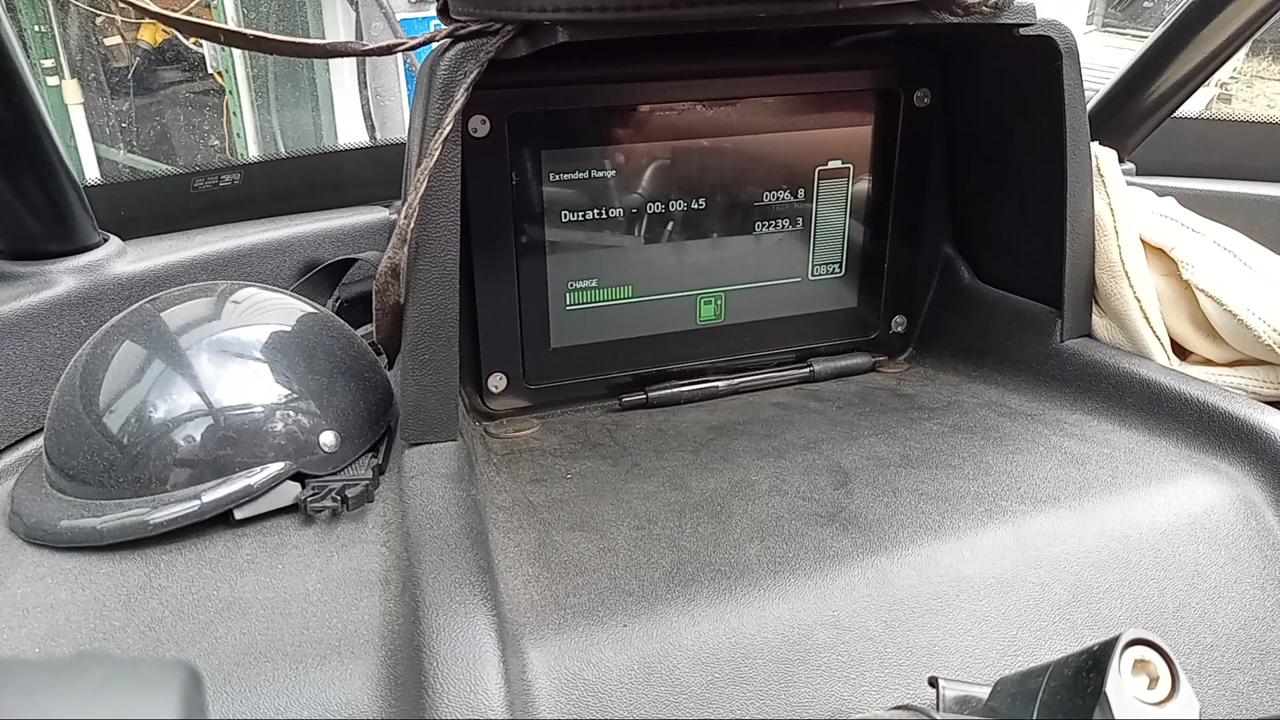 Extended Range
Duration - 00:00:45
0096.8
02239.3
089%
CHARGE